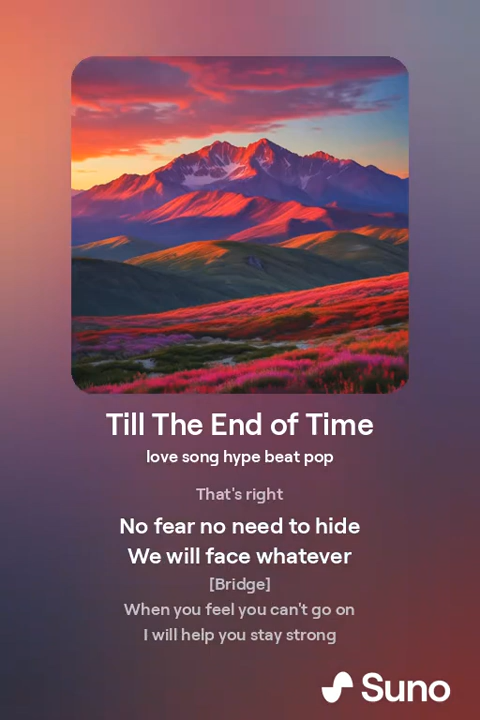 Till The End of Time
love song hype beat pop
That's right
No fear no need to hide
We will face whatever
[Bridge]
When you feel you can't go on
I will help you stay strong
Suno